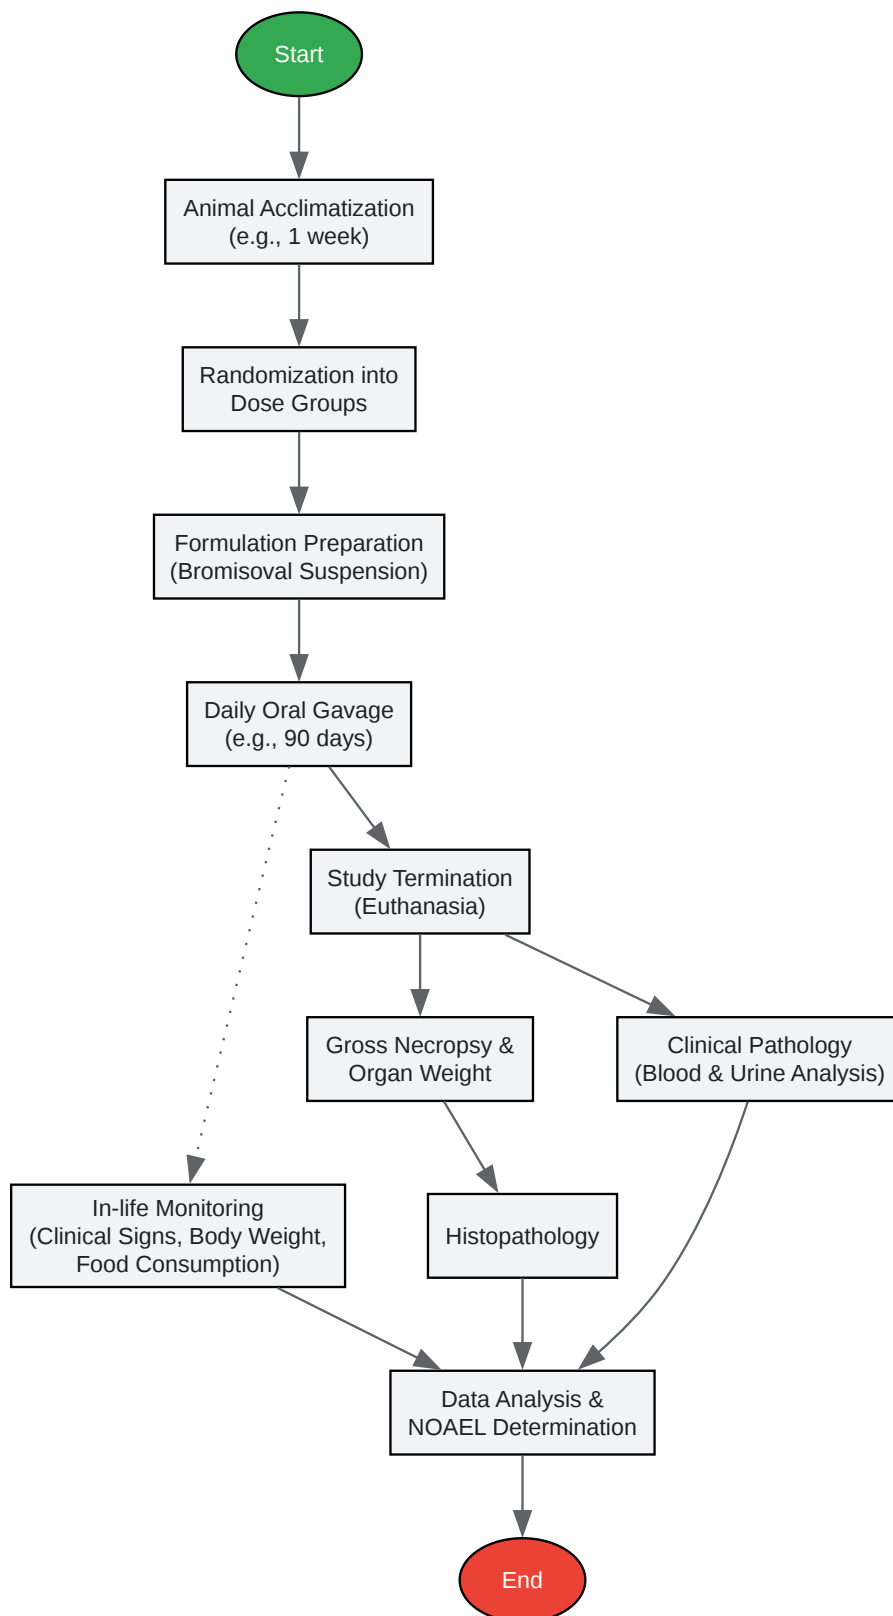 Start
Animal Acclimatization
(e.g., 1 week)
Randomization into
Dose Groups
Formulation Preparation
(Bromisoval Suspension)
Daily Oral Gavage
(e.g., 90 days)
Study Termination
(Euthanasia)
Gross Necropsy &
Organ Weight
Clinical Pathology
(Blood & Urine Analysis)
In-life Monitoring
(Clinical Signs, Body Weight,
Food Consumption)
Histopathology
Data Analysis &
NOAEL Determination
End